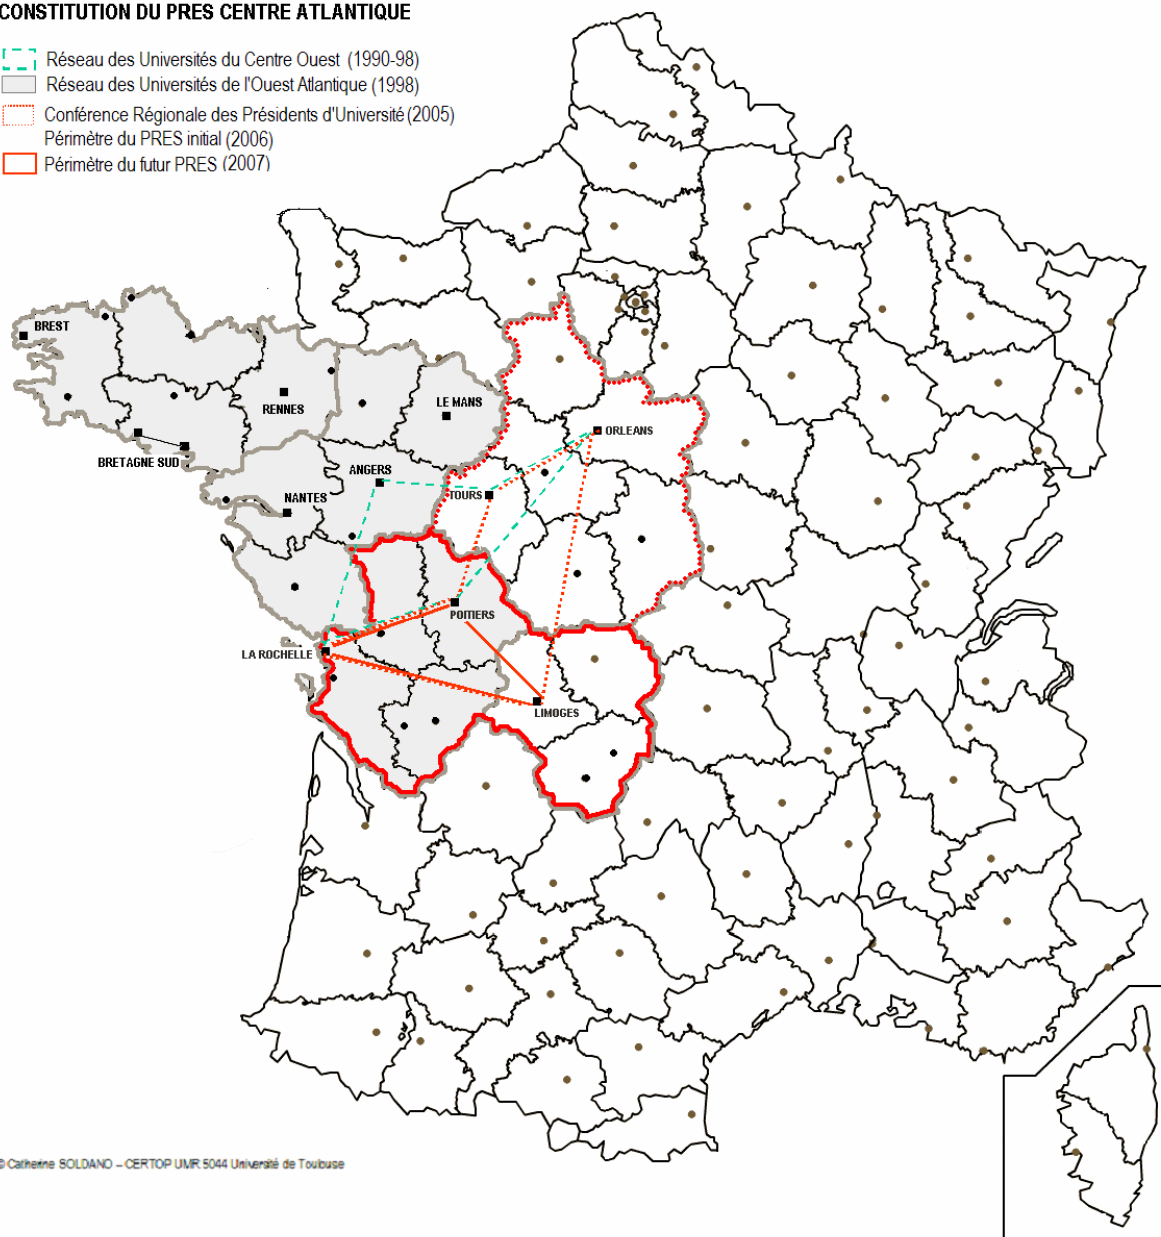 CONSTITUTION DU PRES CENTRE ATLANTIQUE
Réseau des Universités du Centre Ouest (1990-98)
Réseau des Universités de l'Ouest Atlantique (1998)
Conférence Régionale des Présidents d'Université (2005)
Périmètre du PRES initial (2006)
Périmètre du futur PRES (2007)
BREST
RENNES
LE MANS
ORLEANS
BRETAGNE SUD
ANGERS
NANTES
TOURS
POITIERS
LA ROCHELLE
LIMOGES
© Catherine SOLDANO – CERTOP UMR 5044 Université de Toulouse